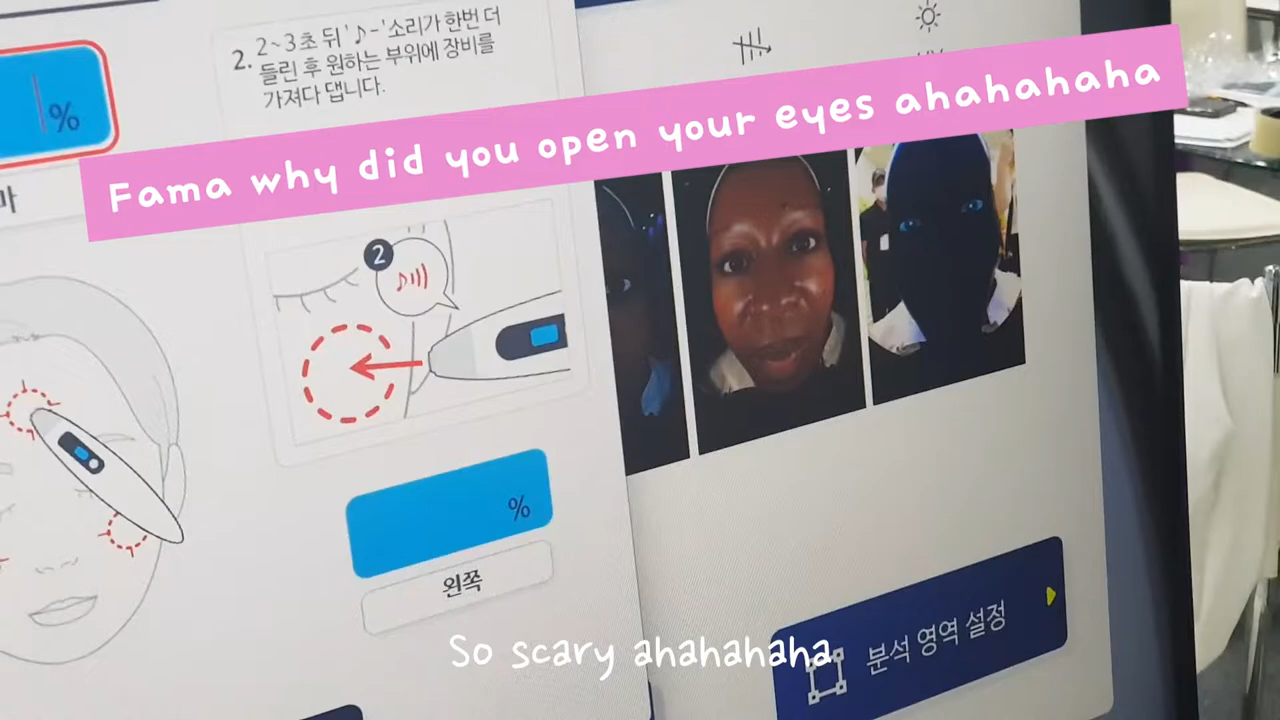 2. 2~3초 뒤 '♪-'소리가 한번 더
들린 후 원하는 부위에 장비를
가져다 댑니다.
%
Fama why did you open your eyes ahahahaha
마
2
%
왼쪽
So scary ahahahaha
분석 영역 설정